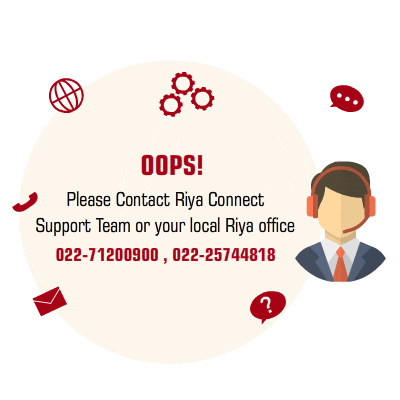 OOPS!
Please Contact Riya Connect
Support Team or your local Riya office
022-71200900 , 022-25744818
?